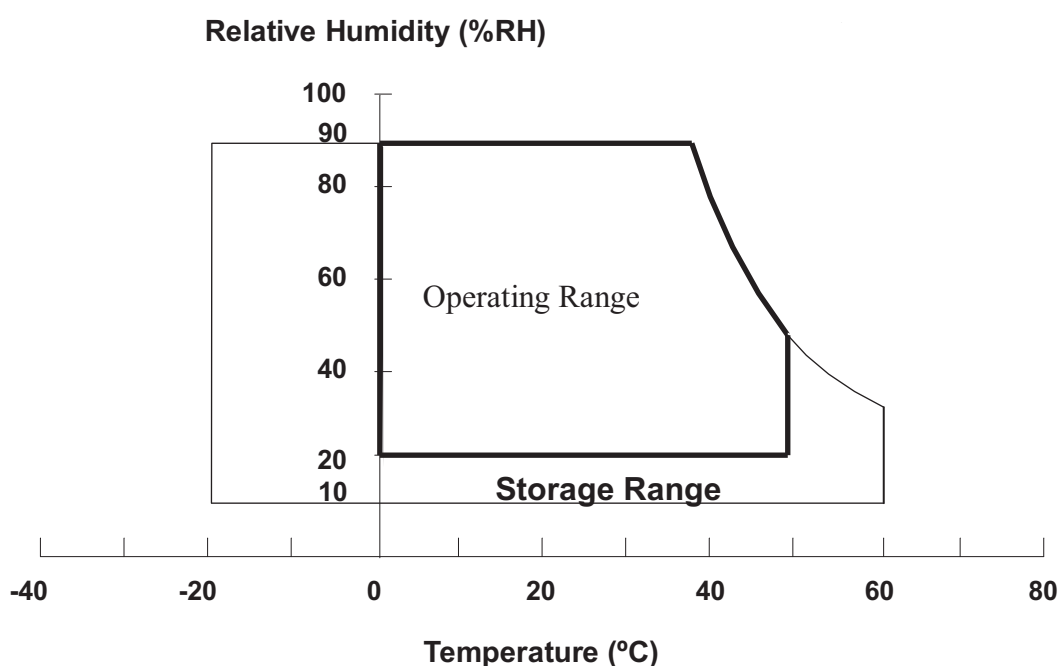 Relative Humidity (%RH)
100
90
80
60
Operating Range
40
20
10
Storage Range
-40 -20 0 20 40 60 80
Temperature (ºC)